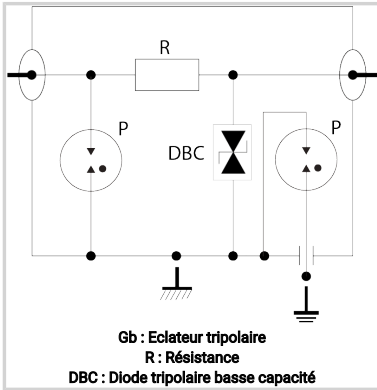 R
P
DBC
P
Gb : Eclateur tripolaire
R : Résistance
DBC : Diode tripolaire basse capacité